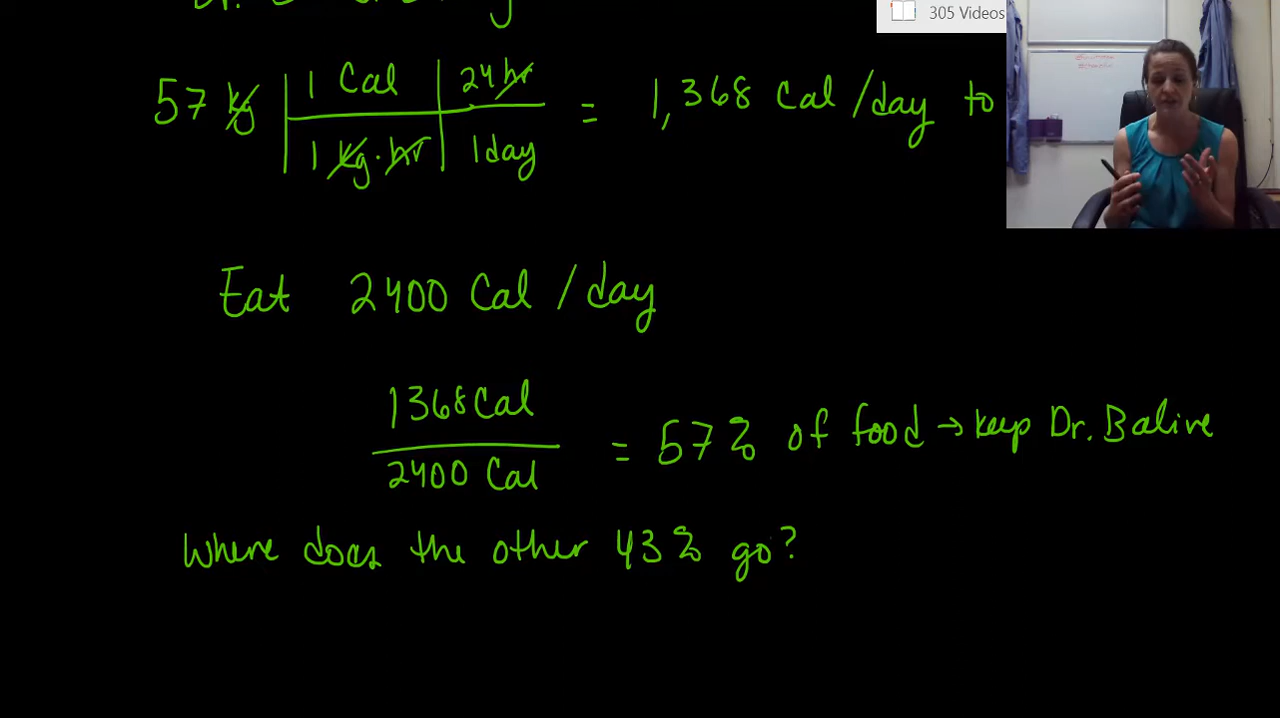 305 Videos
57 kg | 1 Cal | 24 hr = 1,368 Cal/day to
1 kg·hr | 1 day
Eat 2400 Cal/day
1368 Cal
= 57% of food → keep Dr. B alive
2400 Cal
Where does the other 43% go?